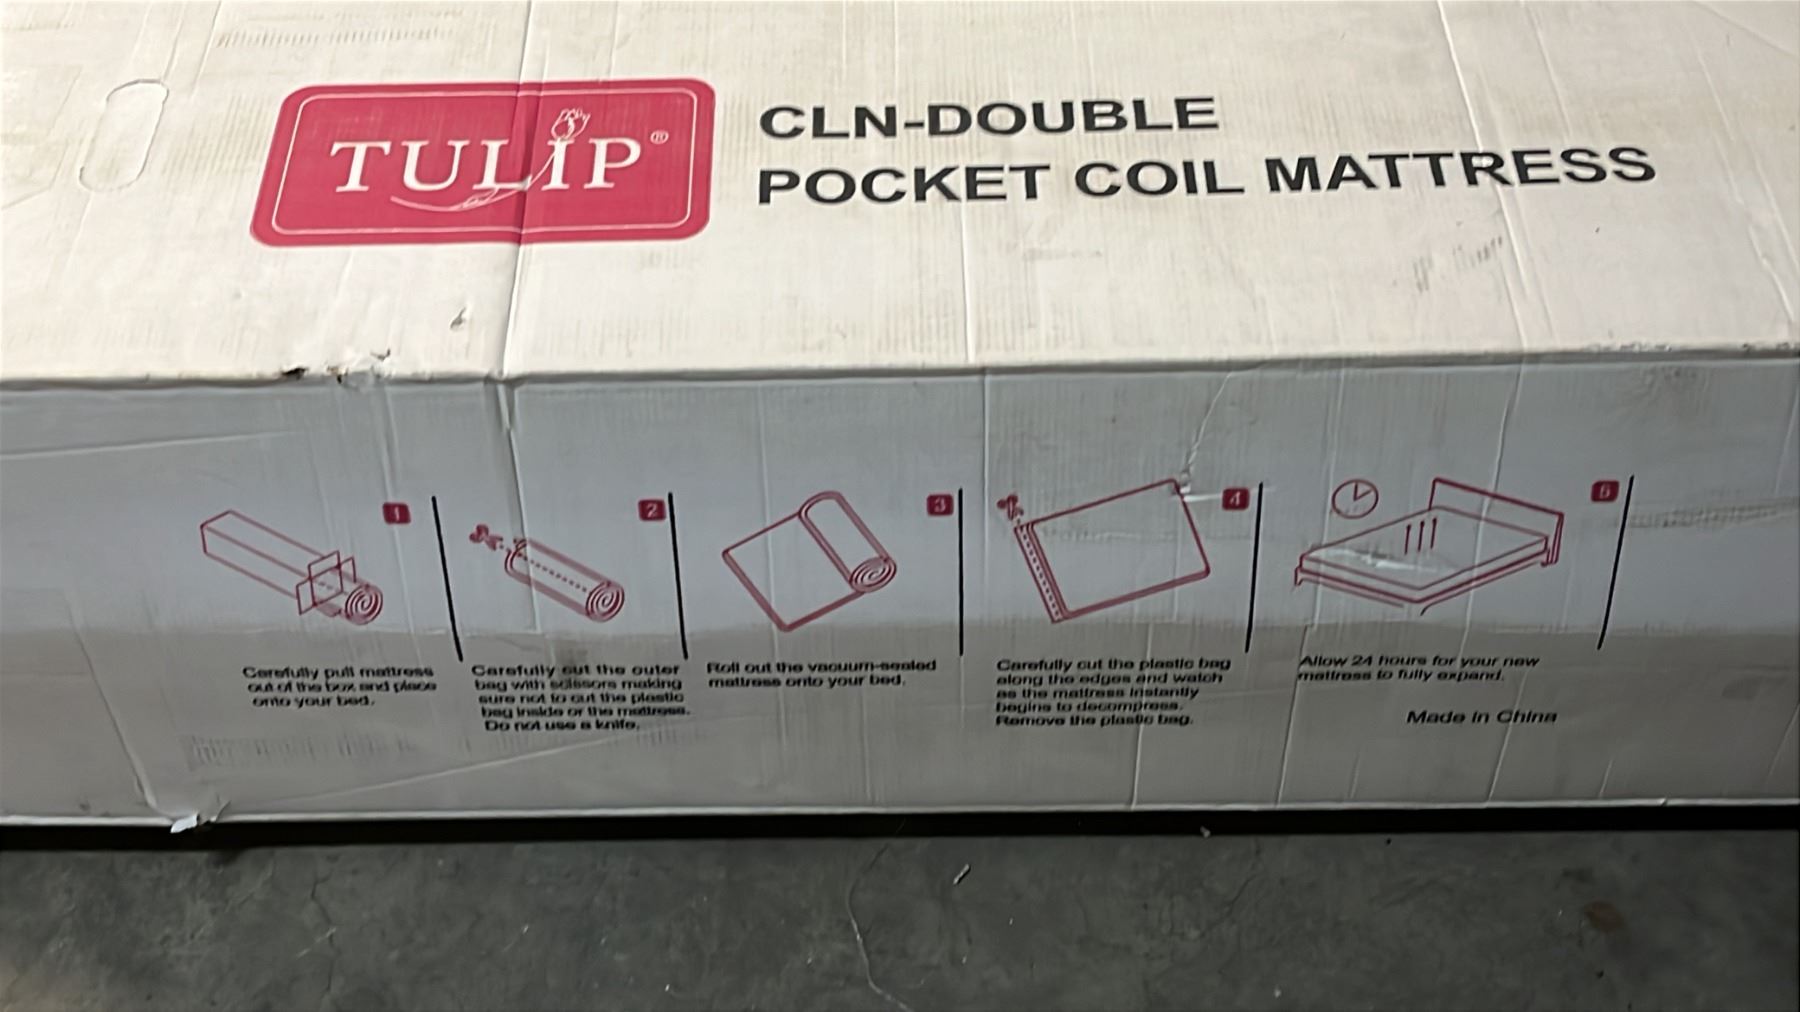 TULIP®
CLN-DOUBLE
POCKET COIL MATTRESS
1
Carefully pull mattress
out of the box and place
onto your bed.
2
Carefully cut the outer
bag with scissors making
sure not to cut the plastic
bag inside or the mattress.
Do not use a knife.
3
Roll out the vacuum-sealed
mattress onto your bed.
4
Carefully cut the plastic bag
along the edges and watch
as the mattress instantly
begins to decompress.
Remove the plastic bag.
5
Allow 24 hours for your new
mattress to fully expand.
Made in China